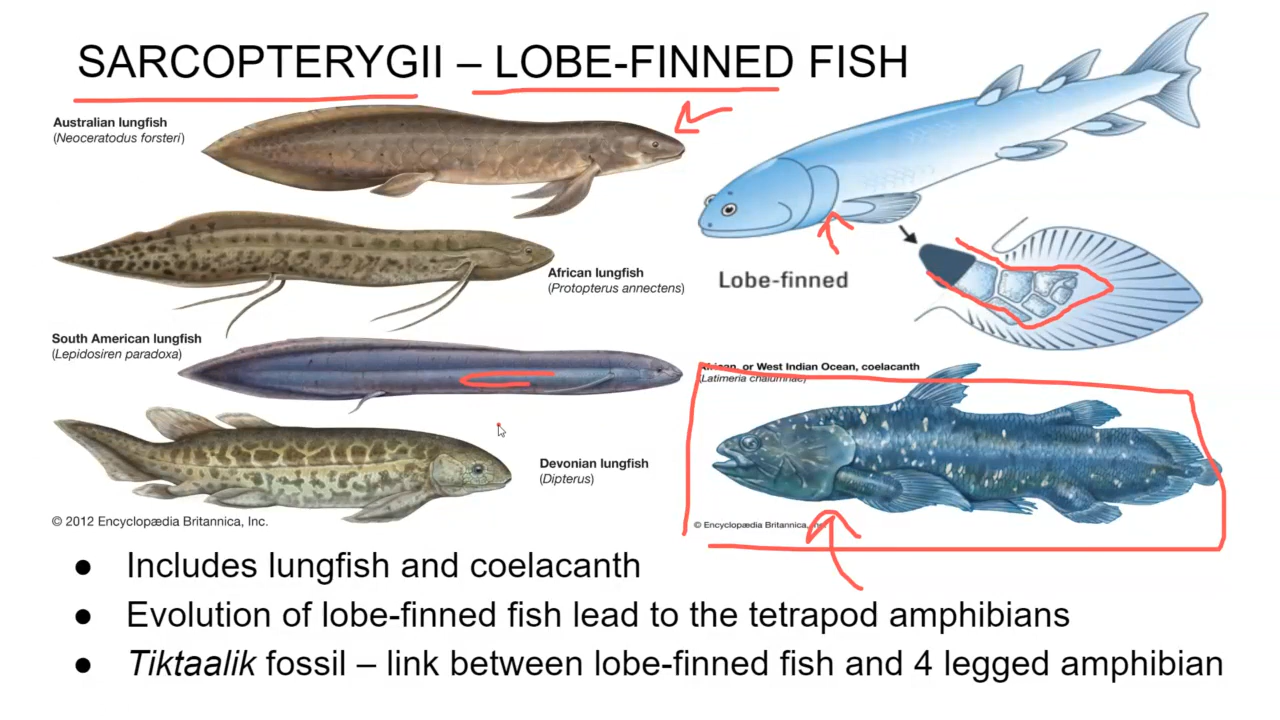 SARCOPTERYGII – LOBE-FINNED FISH
Australian lungfish
(Neoceratodus forsteri)
African lungfish
(Protopterus annectens)
South American lungfish
(Lepidosiren paradoxa)
Devonian lungfish
(Dipterus)
© 2012 Encyclopædia Britannica, Inc.
Lobe-finned
African, or West Indian Ocean, coelacanth
(Latimeria chalumnae)
© Encyclopædia Britannica, Inc.
● Includes lungfish and coelacanth
● Evolution of lobe-finned fish lead to the tetrapod amphibians
● Tiktaalik fossil – link between lobe-finned fish and 4 legged amphibian